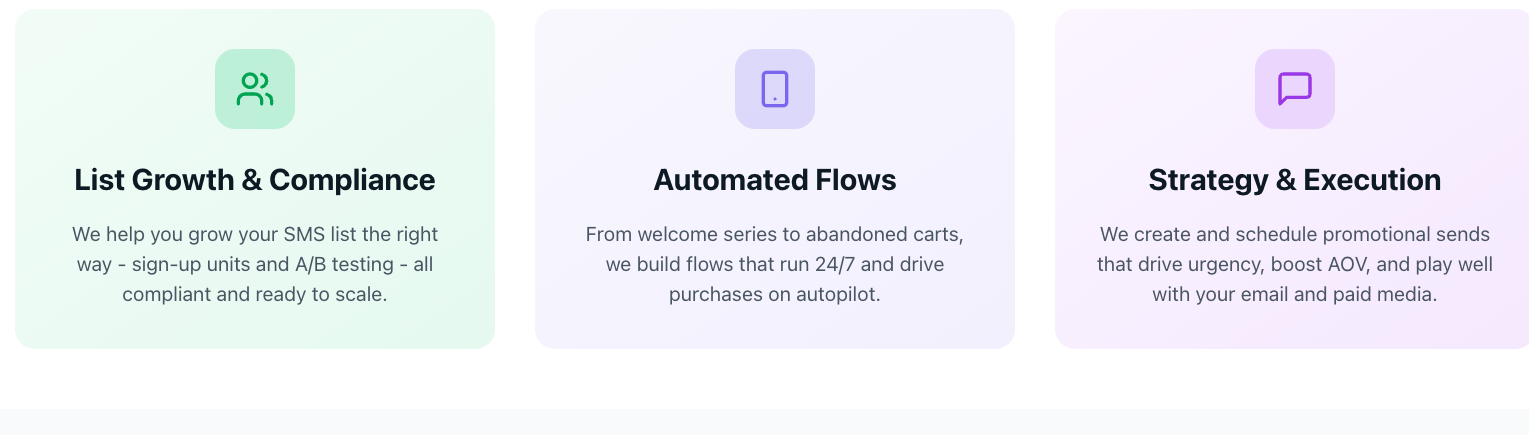 List Growth & Compliance
We help you grow your SMS list the right
way - sign-up units and A/B testing - all
compliant and ready to scale.
Automated Flows
From welcome series to abandoned carts,
we build flows that run 24/7 and drive
purchases on autopilot.
Strategy & Execution
We create and schedule promotional sends
that drive urgency, boost AOV, and play well
with your email and paid media.